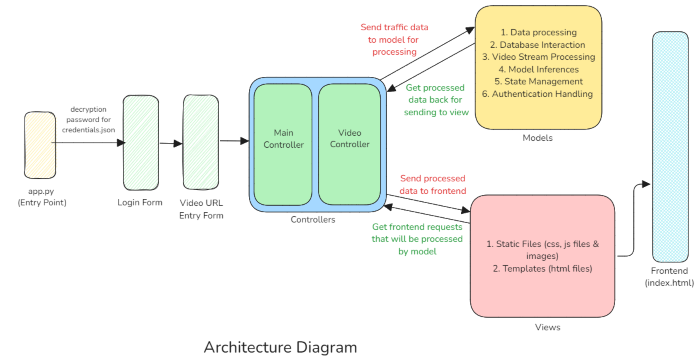 Send traffic data
to model for
processing
1. Data processing
2. Database Interaction
3. Video Stream Processing
4. Model Inferences
5. State Management
6. Authentication Handling
Models
Get processed
data back for
sending to view
decryption
password for
credentials.json
app.py
(Entry Point)
Login Form
Video URL
Entry Form
Main
Controller
Video
Controller
Controllers
Send processed
data to frontend
Get frontend requests
that will be processed
by model
1. Static Files (css, js files &
images)
2. Templates (html files)
Views
Frontend
(index.html)
Architecture Diagram